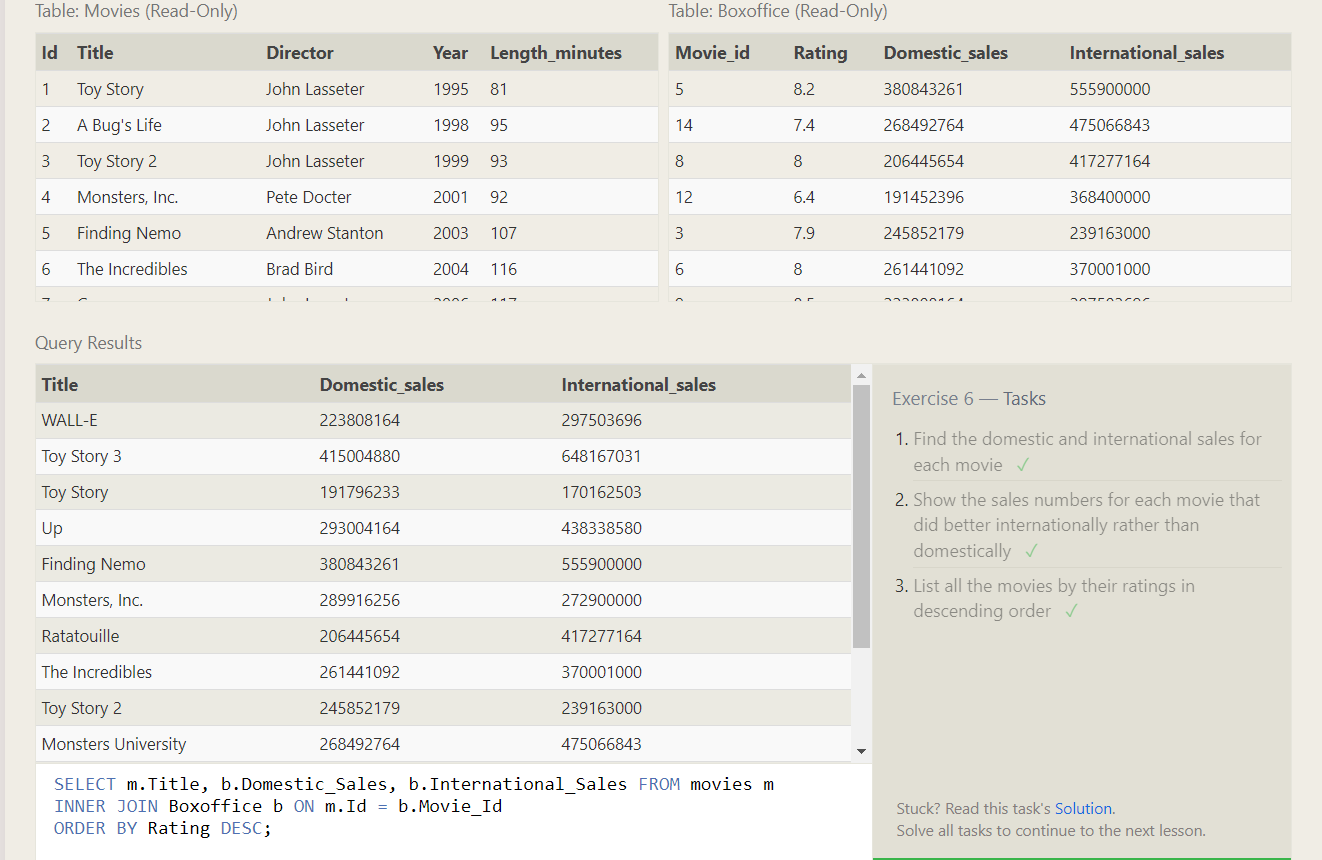 Table: Movies (Read-Only)
Table: Boxoffice (Read-Only)
Id Title Director Year Length_minutes
1 Toy Story John Lasseter 1995 81
2 A Bug's Life John Lasseter 1998 95
3 Toy Story 2 John Lasseter 1999 93
4 Monsters, Inc. Pete Docter 2001 92
5 Finding Nemo Andrew Stanton 2003 107
6 The Incredibles Brad Bird 2004 116
Movie_id Rating Domestic_sales International_sales
5 8.2 380843261 555900000
14 7.4 268492764 475066843
8 8 206445654 417277164
12 6.4 191452396 368400000
3 7.9 245852179 239163000
6 8 261441092 370001000
Query Results
Title Domestic_sales International_sales
WALL-E 223808164 297503696
Toy Story 3 415004880 648167031
Toy Story 191796233 170162503
Up 293004164 438338580
Finding Nemo 380843261 555900000
Monsters, Inc. 289916256 272900000
Ratatouille 206445654 417277164
The Incredibles 261441092 370001000
Toy Story 2 245852179 239163000
Monsters University 268492764 475066843
SELECT m.Title, b.Domestic_Sales, b.International_Sales FROM movies m
INNER JOIN Boxoffice b ON m.Id = b.Movie_Id
ORDER BY Rating DESC;
Exercise 6 — Tasks
1. Find the domestic and international sales for
each movie ✓
2. Show the sales numbers for each movie that
did better internationally rather than
domestically ✓
3. List all the movies by their ratings in
descending order ✓
Stuck? Read this task's Solution.
Solve all tasks to continue to the next lesson.